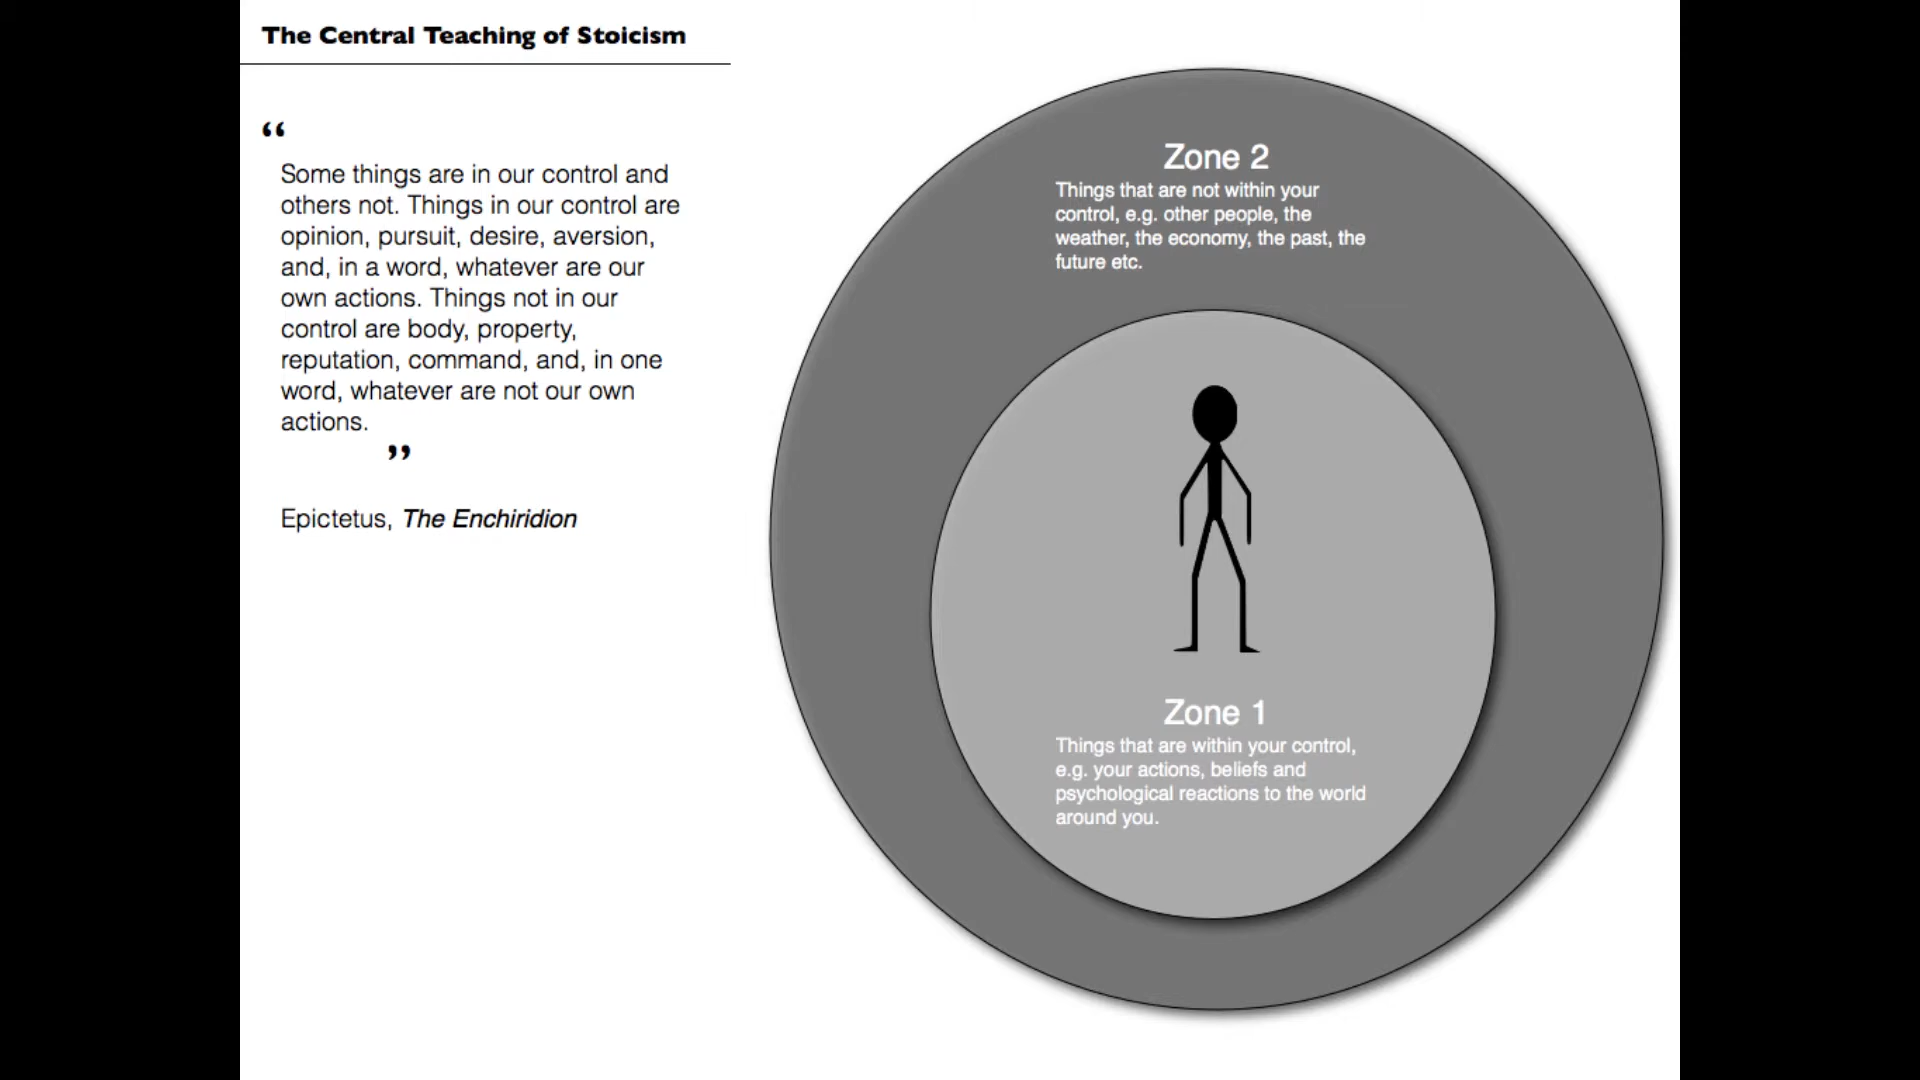 The Central Teaching of Stoicism
“
Some things are in our control and
others not. Things in our control are
opinion, pursuit, desire, aversion,
and, in a word, whatever are our
own actions. Things not in our
control are body, property,
reputation, command, and, in one
word, whatever are not our own
actions.
”
Epictetus, The Enchiridion
Zone 2
Things that are not within your
control, e.g. other people, the
weather, the economy, the past, the
future etc.
Zone 1
Things that are within your control,
e.g. your actions, beliefs and
psychological reactions to the world
around you.